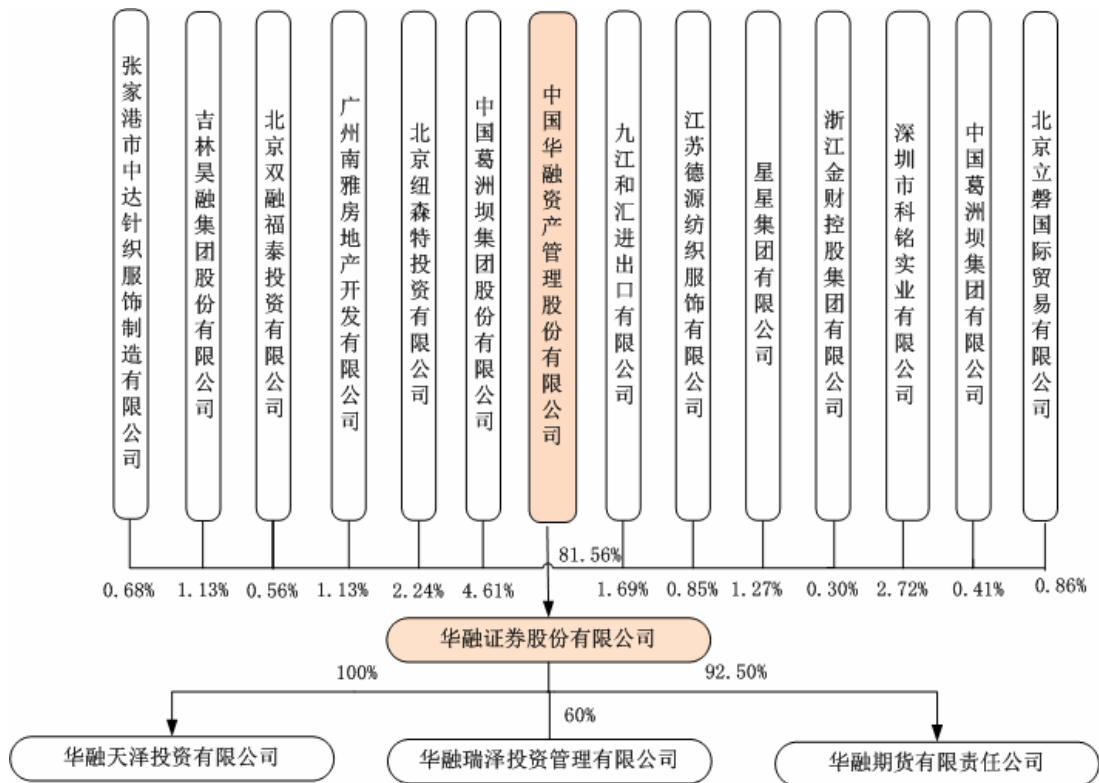 张家港市中达针织服饰制造有限公司
吉林昊融集团股份有限公司
北京双融福泰投资有限公司
广州南雅房地产开发有限公司
北京纽森特投资有限公司
中国葛洲坝集团股份有限公司
中国华融资产管理股份有限公司
九江和汇进出口有限公司
江苏德源纺织服饰有限公司
星星集团有限公司
浙江金财控股集团有限公司
深圳市科铭实业有限公司
中国葛洲坝集团有限公司
北京立磬国际贸易有限公司
81.56%
0.68% 1.13% 0.56% 1.13% 2.24% 4.61% 1.69% 0.85% 1.27% 0.30% 2.72% 0.41% 0.86%
华融证券股份有限公司
100% 92.50%
60%
华融天泽投资有限公司 华融瑞泽投资管理有限公司 华融期货有限责任公司